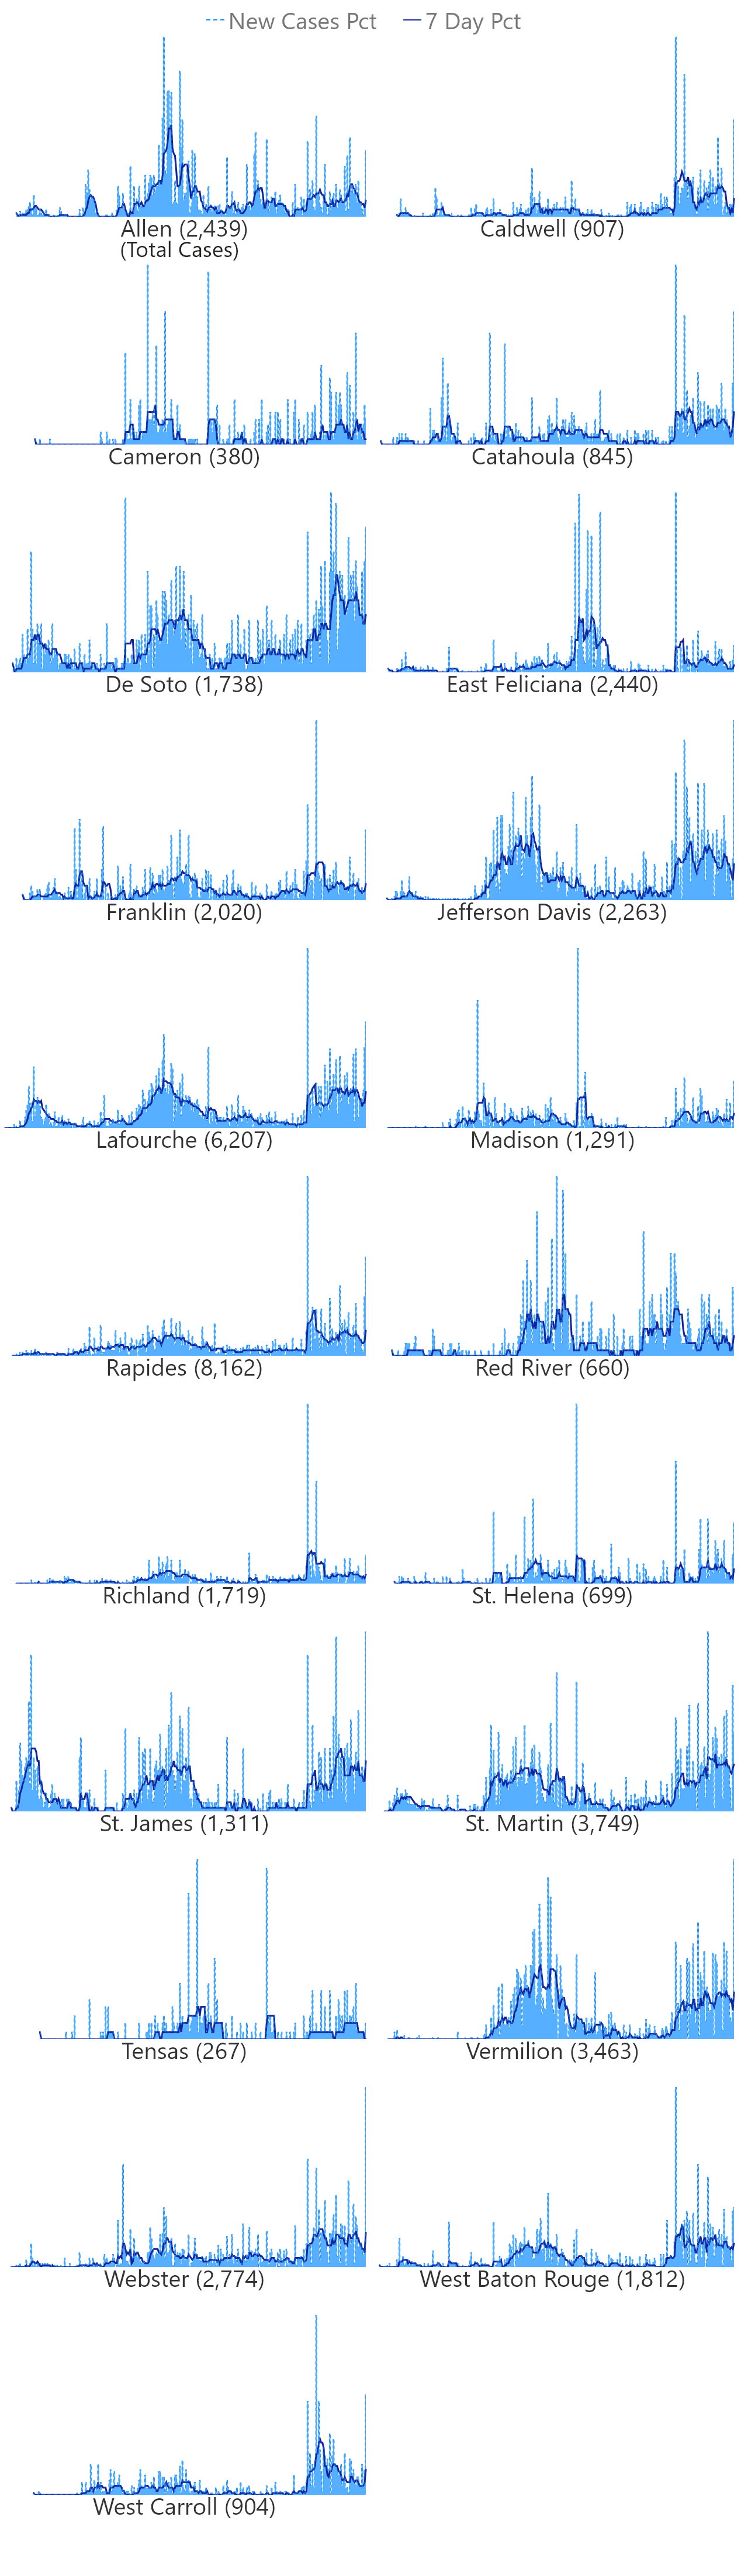 New Cases Pct 7 Day Pct
Allen (2,439) Caldwell (907)
(Total Cases)
Cameron (380) Catahoula (845)
De Soto (1,738) East Feliciana (2,440)
Franklin (2,020) Jefferson Davis (2,263)
Lafourche (6,207) Madison (1,291)
Rapides (8,162) Red River (660)
Richland (1,719) St. Helena (699)
St. James (1,311) St. Martin (3,749)
Tensas (267) Vermilion (3,463)
Webster (2,774) West Baton Rouge (1,812)
West Carroll (904)